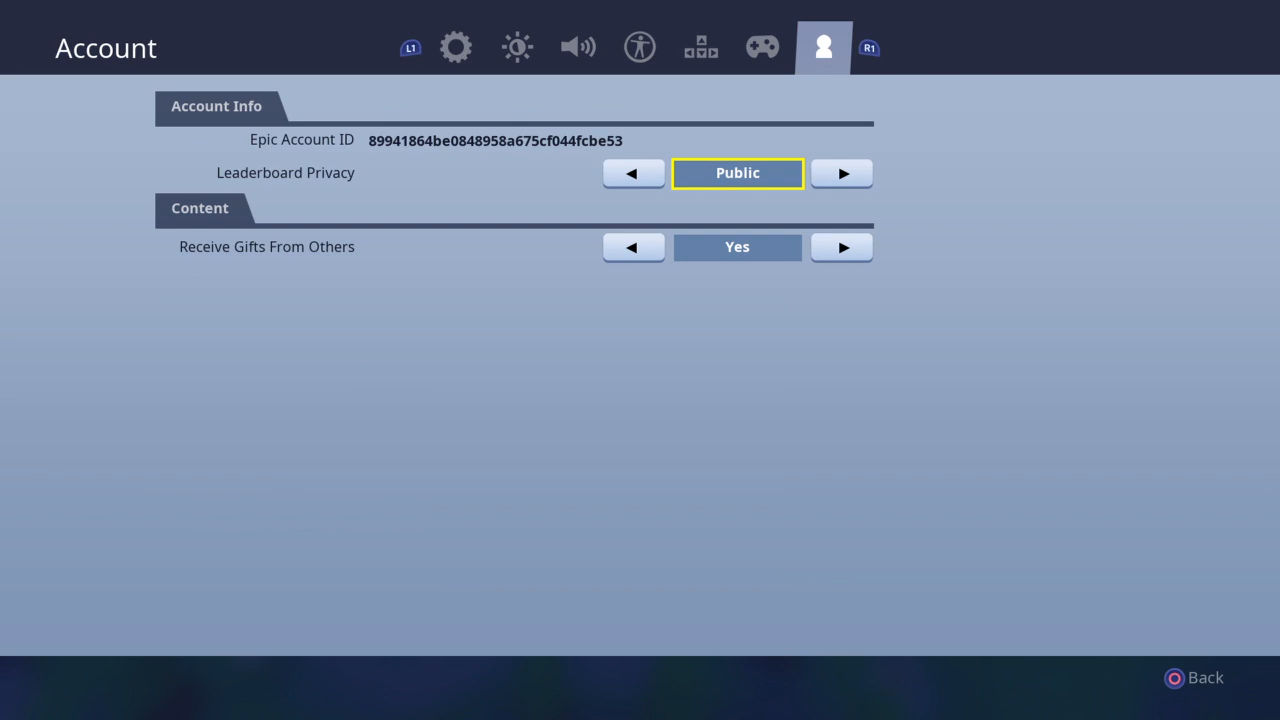 Account
L1
R1
Account Info
Epic Account ID 89941864be0848958a675cf044fcbe53
Leaderboard Privacy Public
Content
Receive Gifts From Others Yes
Back